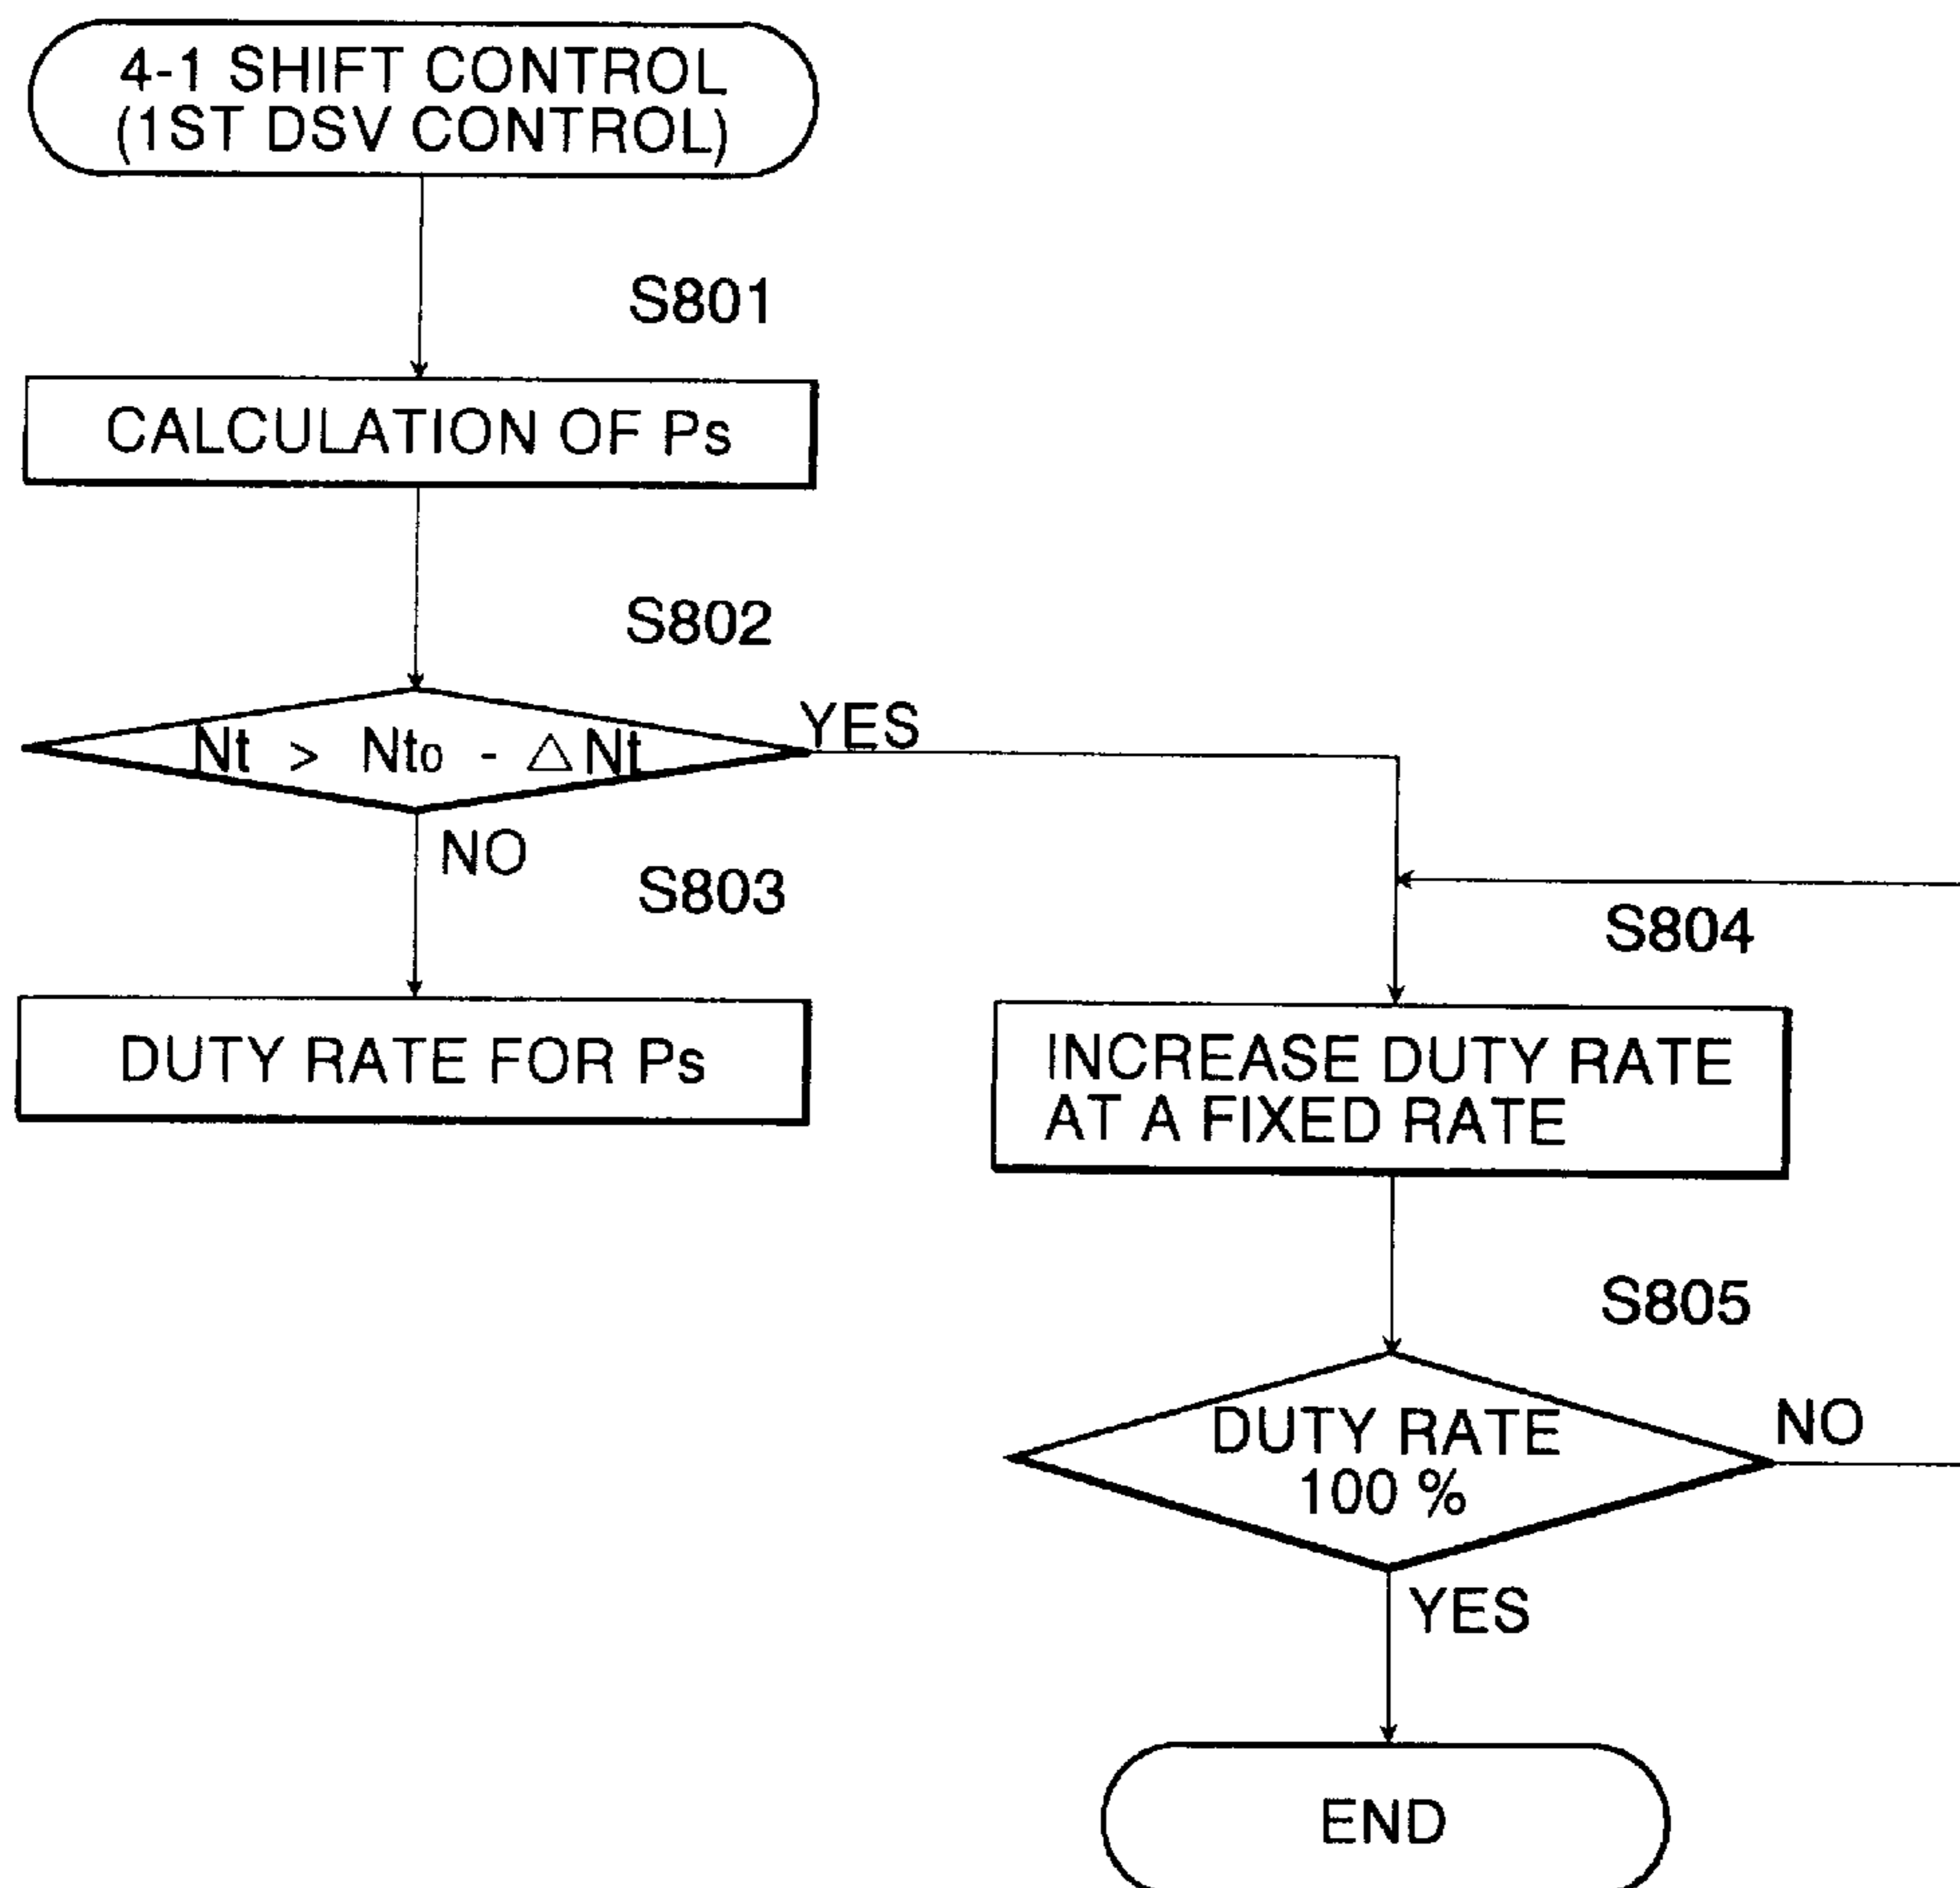 4-1 SHIFT CONTROL
(1ST DSV CONTROL)
S801
CALCULATION OF Ps
S802
Nt > Nto - △Nt
YES
NO
S803
DUTY RATE FOR Ps
S804
INCREASE DUTY RATE
AT A FIXED RATE
S805
DUTY RATE
100 %
NO
YES
END